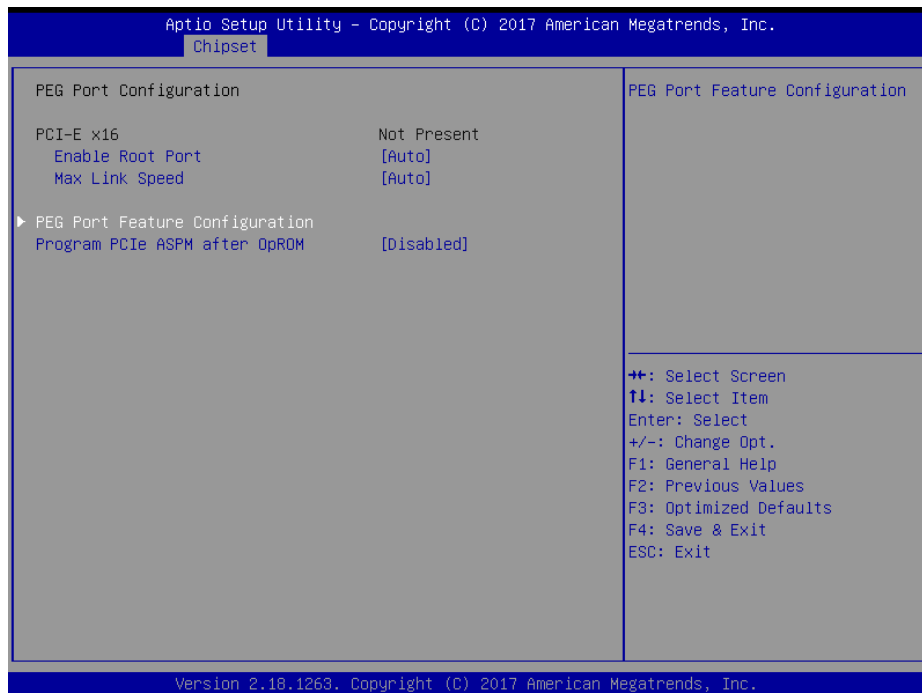 Aptio Setup Utility – Copyright (C) 2017 American Megatrends, Inc.
Chipset
PEG Port Configuration
PCI-E x16 Not Present
Enable Root Port [Auto]
Max Link Speed [Auto]
PEG Port Feature Configuration
Program PCIe ASPM after OpROM [Disabled]
PEG Port Feature Configuration
→←: Select Screen
↑↓: Select Item
Enter: Select
+/-: Change Opt.
F1: General Help
F2: Previous Values
F3: Optimized Defaults
F4: Save & Exit
ESC: Exit
Version 2.18.1263. Copyright (C) 2017 American Megatrends, Inc.